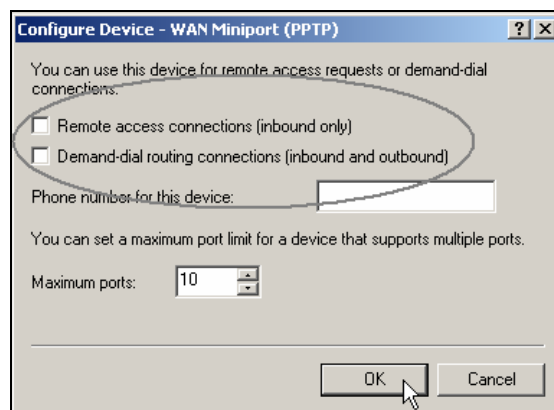 Configure Device - WAN Miniport (PPTP)
You can use this device for remote access requests or demand-dial
connections.
Remote access connections (inbound only)
Demand-dial routing connections (inbound and outbound)
Phone number for this device:
You can set a maximum port limit for a device that supports multiple ports.
Maximum ports: 10
OK Cancel